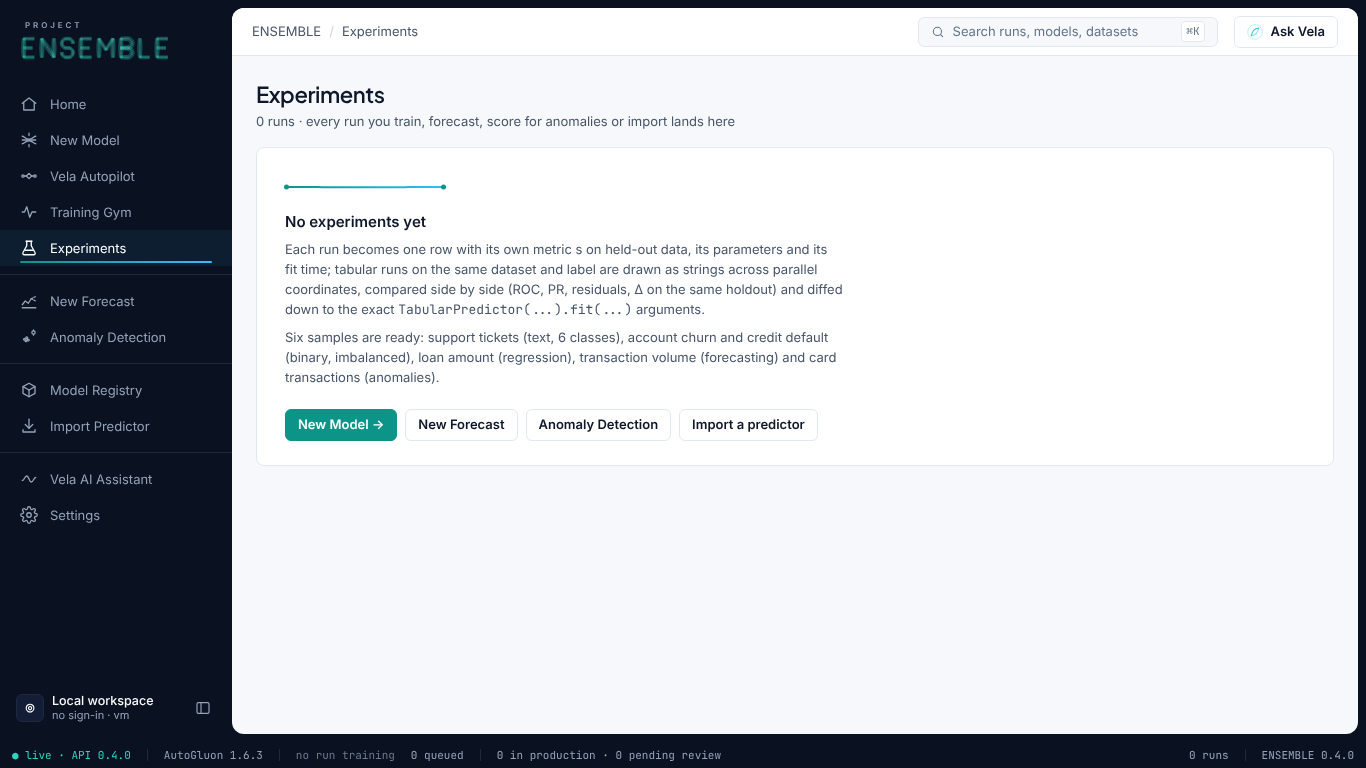 PROJECT
ENSEMBLE
Home
New Model
Vela Autopilot
Training Gym
Experiments
New Forecast
Anomaly Detection
Model Registry
Import Predictor
Vela AI Assistant
Settings
Local workspace
no sign-in · vm
ENSEMBLE / Experiments
Search runs, models, datasets ⌘K
Ask Vela
Experiments
0 runs · every run you train, forecast, score for anomalies or import lands here
No experiments yet
Each run becomes one row with its own metric s on held-out data, its parameters and its
fit time; tabular runs on the same dataset and label are drawn as strings across parallel
coordinates, compared side by side (ROC, PR, residuals, Δ on the same holdout) and diffed
down to the exact TabularPredictor(...).fit(...) arguments.
Six samples are ready: support tickets (text, 6 classes), account churn and credit default
(binary, imbalanced), loan amount (regression), transaction volume (forecasting) and card
transactions (anomalies).
New Model → New Forecast Anomaly Detection Import a predictor
live · API 0.4.0 AutoGluon 1.6.3 no run training 0 queued 0 in production · 0 pending review 0 runs ENSEMBLE 0.4.0